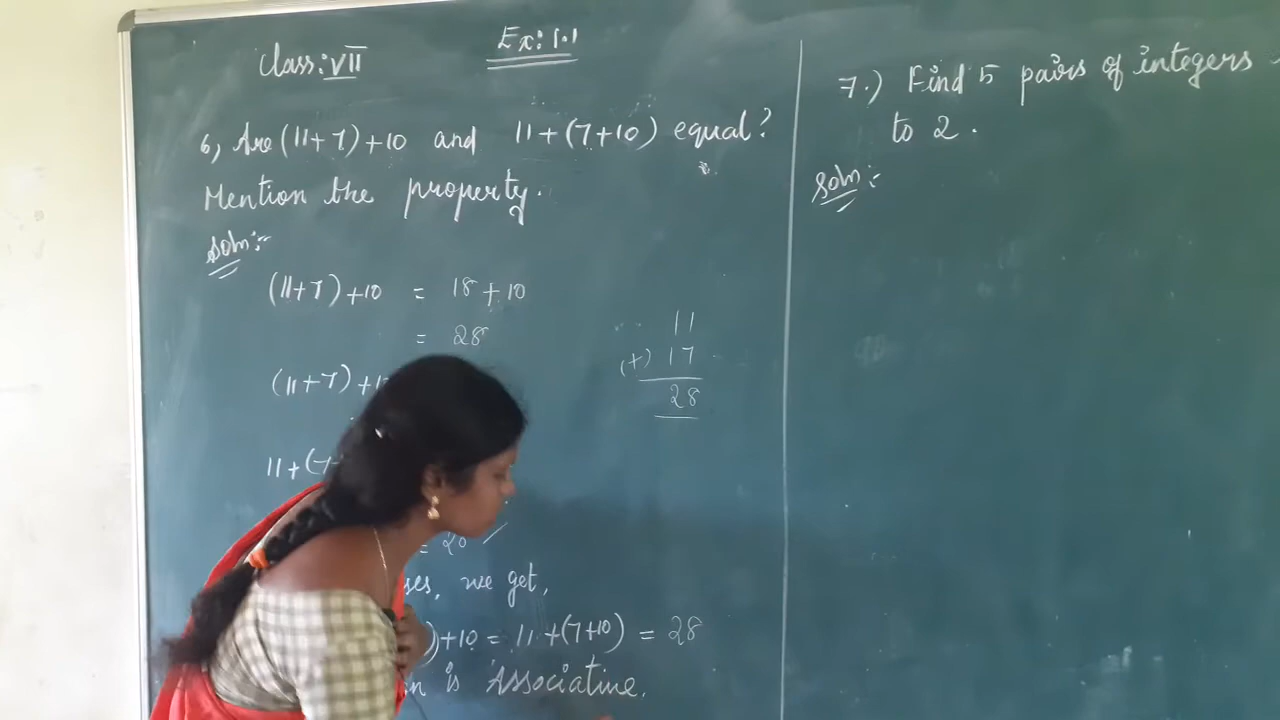 Class: VII
Ex: 1.1
6, Are (11+7)+10 and 11+(7+10) equal?
Mention the property.
Soln:-
(11+7)+10 = 18+10
= 28
(11+7)+1
11+(7
= 28
ses, we get,
)+10 = 11+(7+10) = 28
n is Associative.
11
(+) 17
28
7.) Find 5 pairs of integers
to 2.
Soln:-